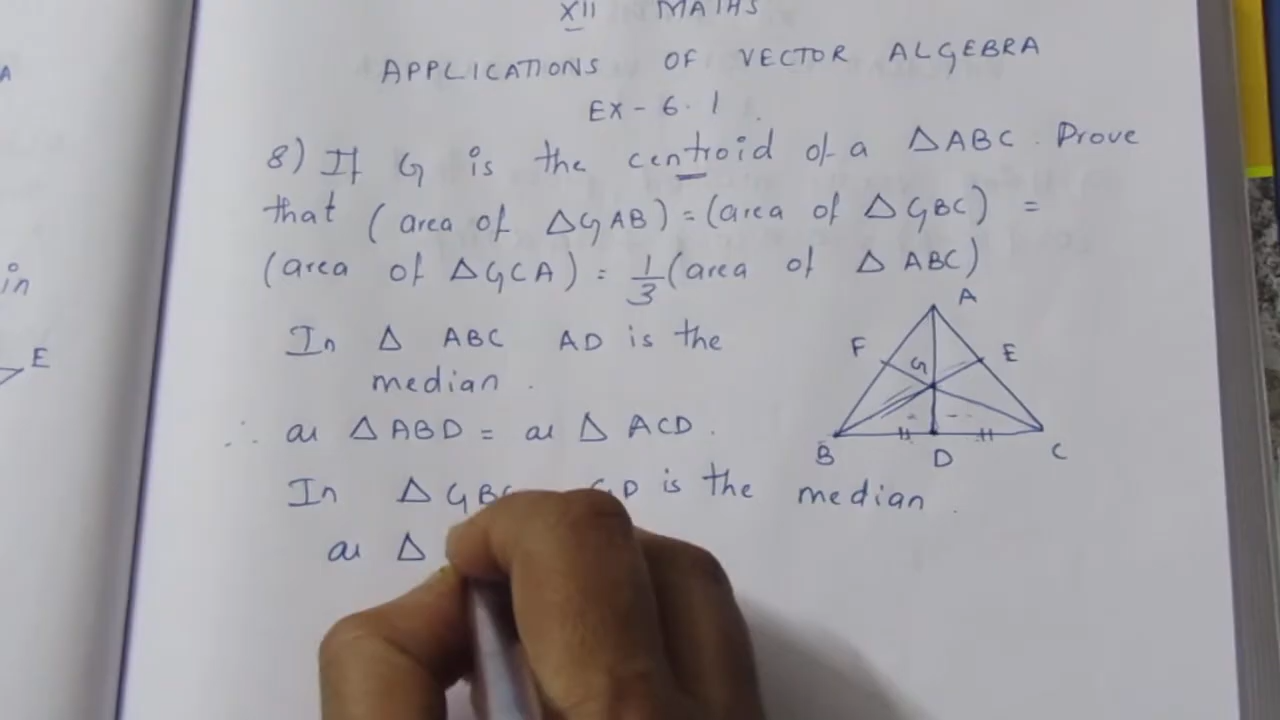 XII MATHS
APPLICATIONS OF VECTOR ALGEBRA
EX - 6.1
8) If G is the centroid of a △ABC. Prove
that (area of △GAB) = (area of △GBC) =
(area of △GCA) = 1/3 (area of △ABC)
In △ ABC AD is the
median.
∴ ar △ABD = ar △ ACD.
In △GBC GD is the median.
ar △
A
F
E
G
B
D
C
A
in
E